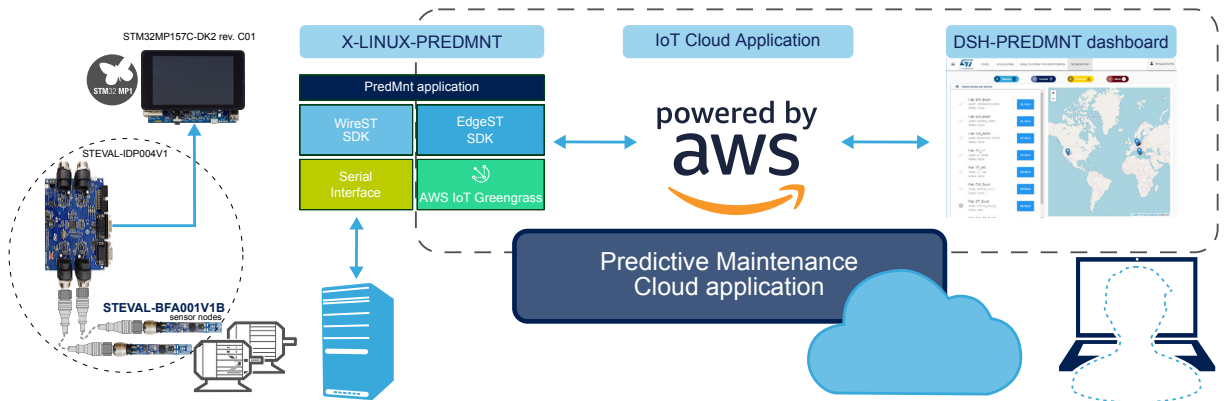 STM32MP157C-DK2 rev. C01
STM32 MP1
STEVAL-IDP004V1
STEVAL-BFA001V1B
sensor nodes
X-LINUX-PREDMNT
PredMnt application
WireST
SDK
EdgeST
SDK
Serial
Interface
AWS IoT Greengrass
IoT Cloud Application
powered by
aws
DSH-PREDMNT dashboard
Predictive Maintenance
Cloud application